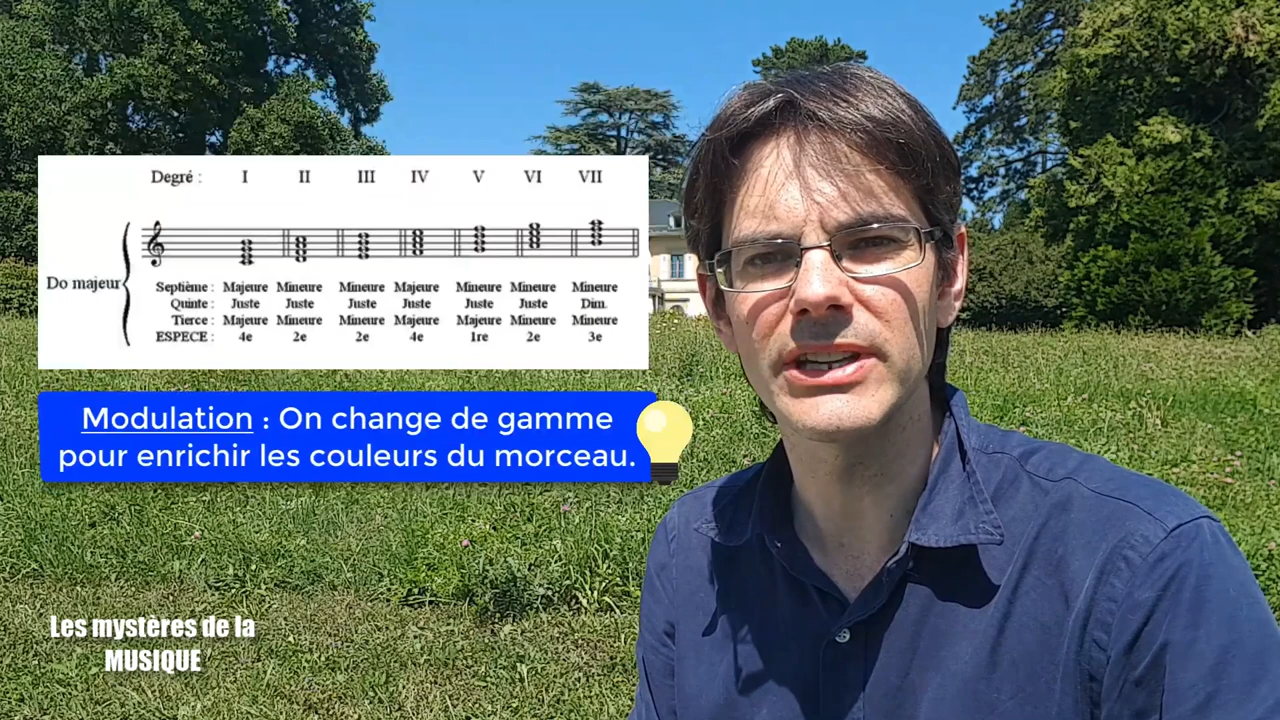 Degré : I II III IV V VI VII
Do majeur
Septième : Majeure Mineure Mineure Majeure Mineure Mineure Mineure
Quinte : Juste Juste Juste Juste Juste Juste Dim.
Tierce : Majeure Mineure Mineure Majeure Majeure Mineure Mineure
ESPECE : 4e 2e 2e 4e 1re 2e 3e
Modulation : On change de gamme
pour enrichir les couleurs du morceau.
Les mystères de la
MUSIQUE